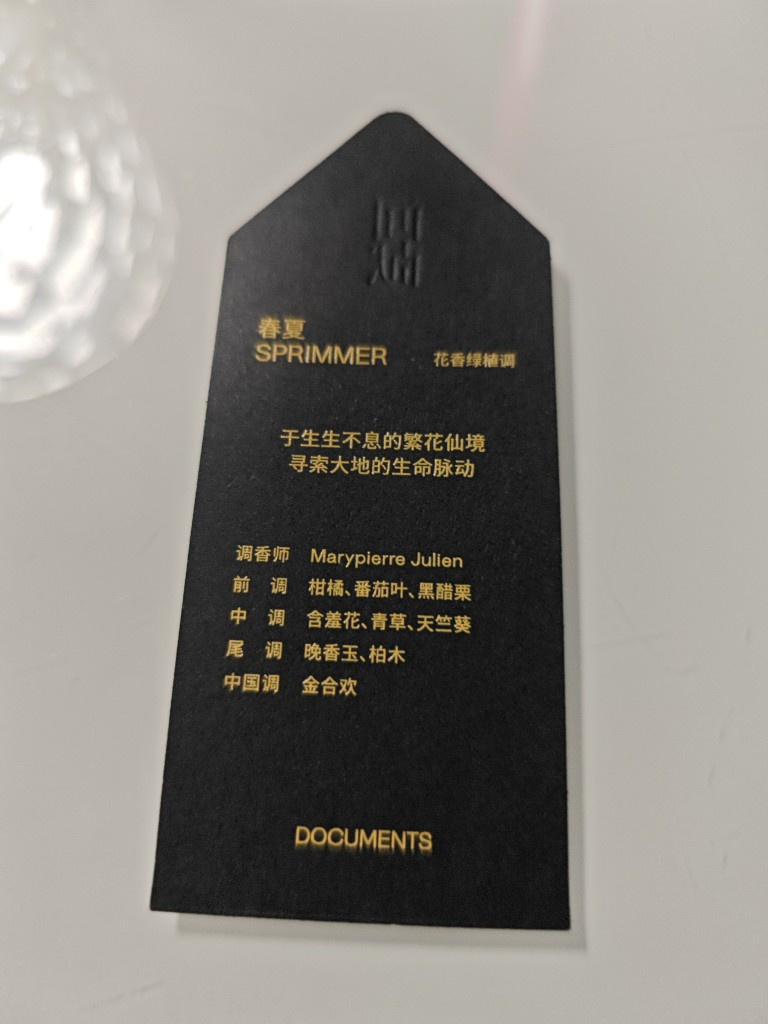 春夏
SPRIMMER 花香绿植调
于生生不息的繁花仙境
寻索大地的生命脉动
调香师 Marypierre Julien
前 调 柑橘、番茄叶、黑醋栗
中 调 含羞花、青草、天竺葵
尾 调 晚香玉、柏木
中国调 金合欢
DOCUMENTS